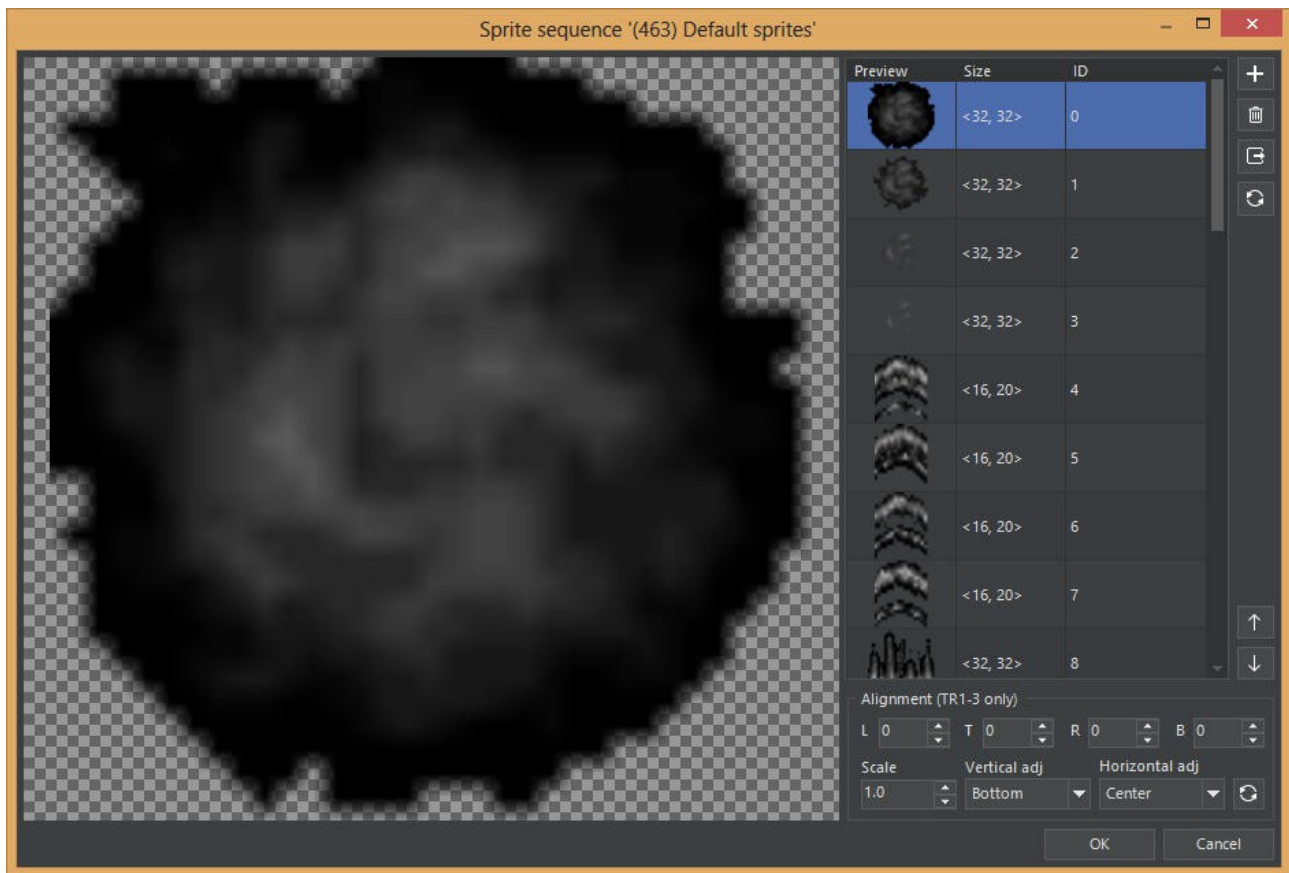 Sprite sequence '(463) Default sprites'
Preview Size ID
<32, 32> 0
<32, 32> 1
<32, 32> 2
<32, 32> 3
<16, 20> 4
<16, 20> 5
<16, 20> 6
<16, 20> 7
<32, 32> 8
Alignment (TR1-3 only)
L 0 T 0 R 0 B 0
Scale Vertical adj Horizontal adj
1.0 Bottom Center
OK Cancel